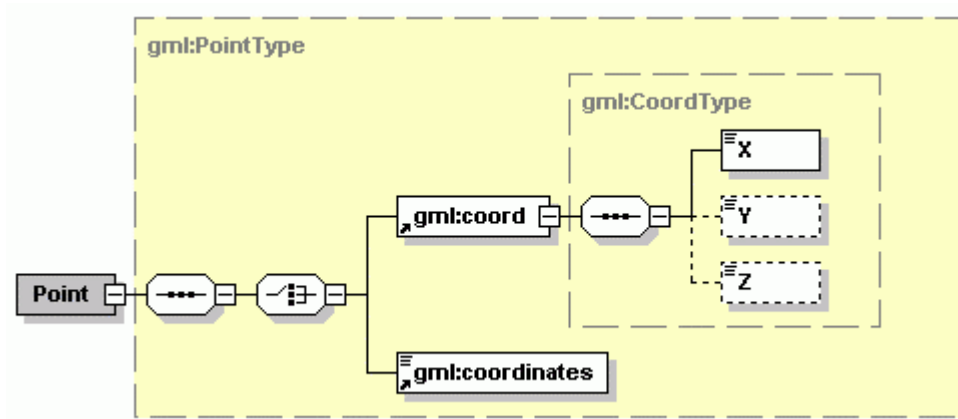 gml:PointType
gml:CoordType
X
gml:coord
Y
Point
Z
gml:coordinates